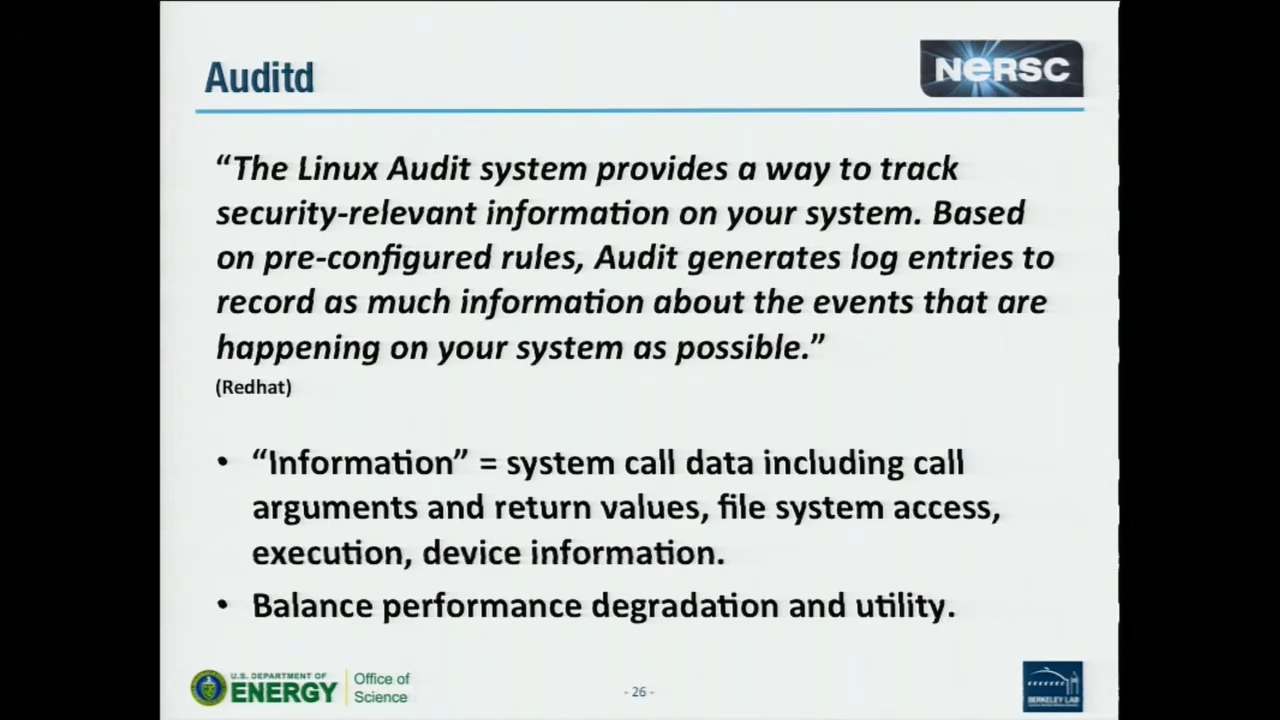 Auditd
NERSC
“The Linux Audit system provides a way to track
security-relevant information on your system. Based
on pre-configured rules, Audit generates log entries to
record as much information about the events that are
happening on your system as possible.”
(Redhat)
• “Information” = system call data including call
arguments and return values, file system access,
execution, device information.
• Balance performance degradation and utility.
U.S. DEPARTMENT OF
ENERGY
Office of
Science
- 26 -
BERKELEY LAB